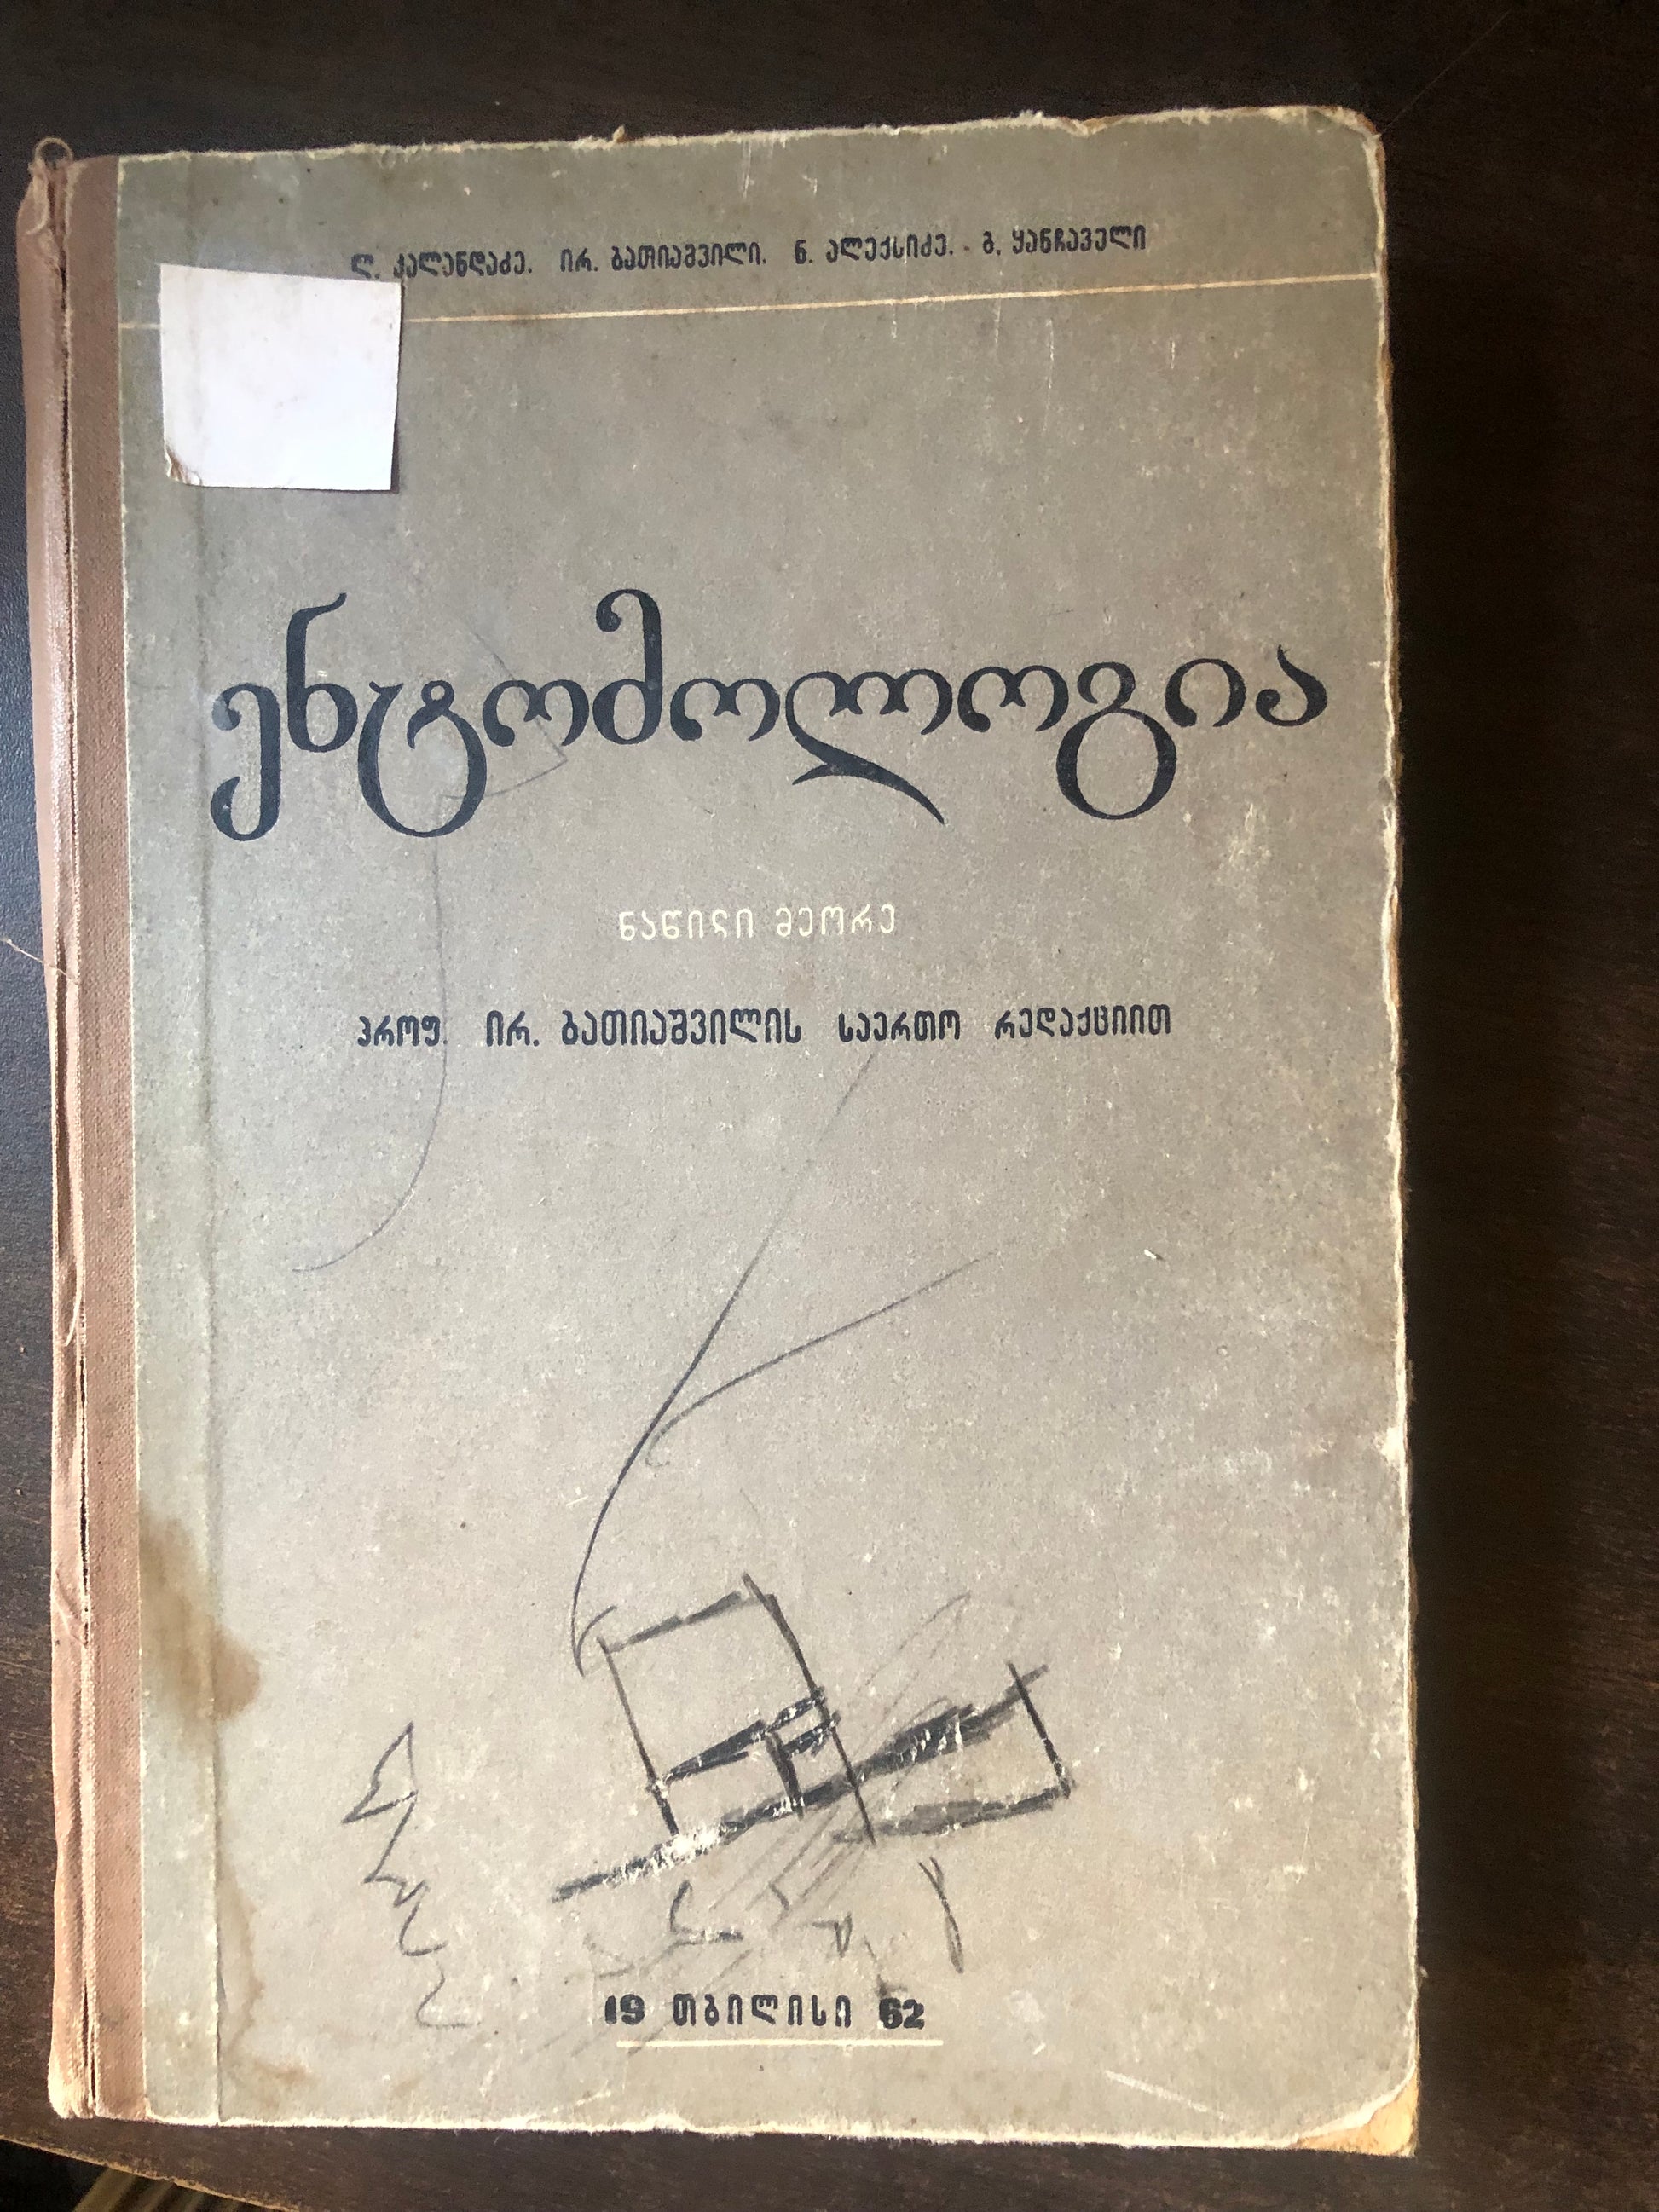 ლ. კალანდაძე. ირ. ბათიაშვილი. ნ. ალექსიძე. გ. ყანჩაველი
ენტომოლოგია
ნაწილი მეორე
პროფ. ირ. ბათიაშვილის საერთო რედაქციით
19 თბილისი 62